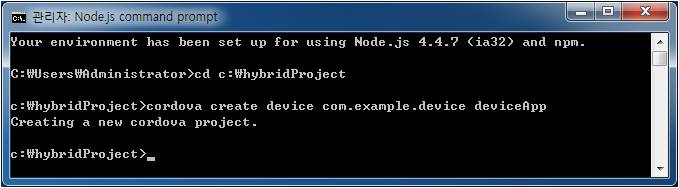 관리자: Node.js command prompt
Your environment has been set up for using Node.js 4.4.7 (ia32) and npm.
C:₩Users₩Administrator>cd c:₩hybridProject
c:₩hybridProject>cordova create device com.example.device deviceApp
Creating a new cordova project.
c:₩hybridProject>_